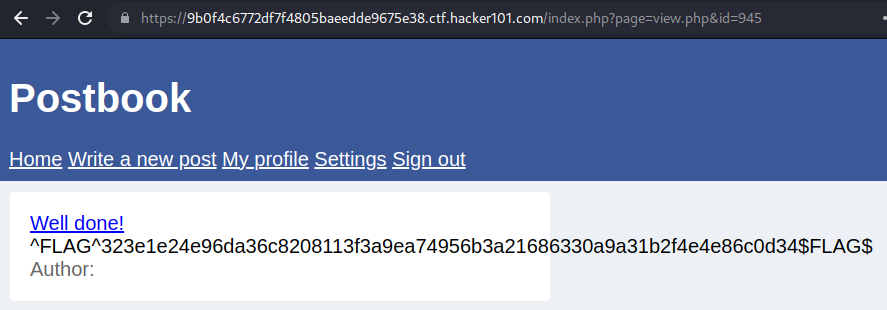 https://9b0f4c6772df7f4805baeedde9675e38.ctf.hacker101.com/index.php?page=view.php&id=945
Postbook
Home Write a new post My profile Settings Sign out
Well done!
^FLAG^323e1e24e96da36c8208113f3a9ea74956b3a21686330a9a31b2f4e4e86c0d34$FLAG$
Author: